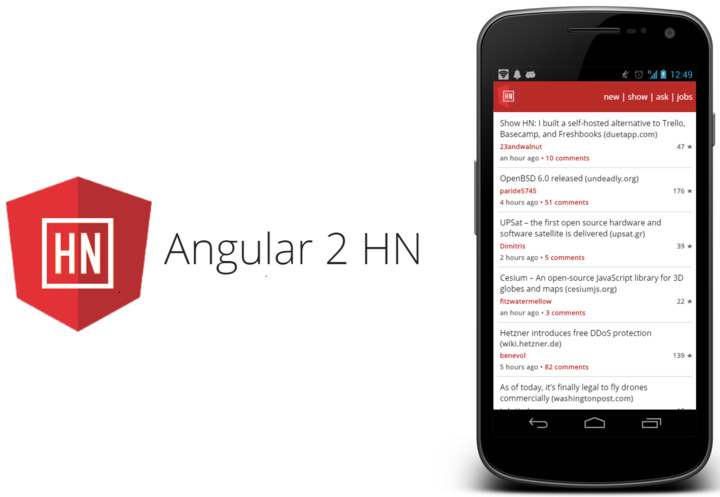 HN
Angular 2 HN
12:49
HN
new | show | ask | jobs
Show HN: I built a self-hosted alternative to Trello,
Basecamp, and Freshbooks (duetapp.com)
23andwalnut 47 ★
an hour ago • 10 comments
OpenBSD 6.0 released (undeadly.org)
paride5745 176 ★
4 hours ago • 51 comments
UPSat – the first open source hardware and
software satellite is delivered (upsat.gr)
Dimitris 39 ★
2 hours ago • 5 comments
Cesium – An open-source JavaScript library for 3D
globes and maps (cesiumjs.org)
fitzwatermellow 22 ★
an hour ago • 3 comments
Hetzner introduces free DDoS protection
(wiki.hetzner.de)
benevol 139 ★
5 hours ago • 82 comments
As of today, it's finally legal to fly drones
commercially (washingtonpost.com)